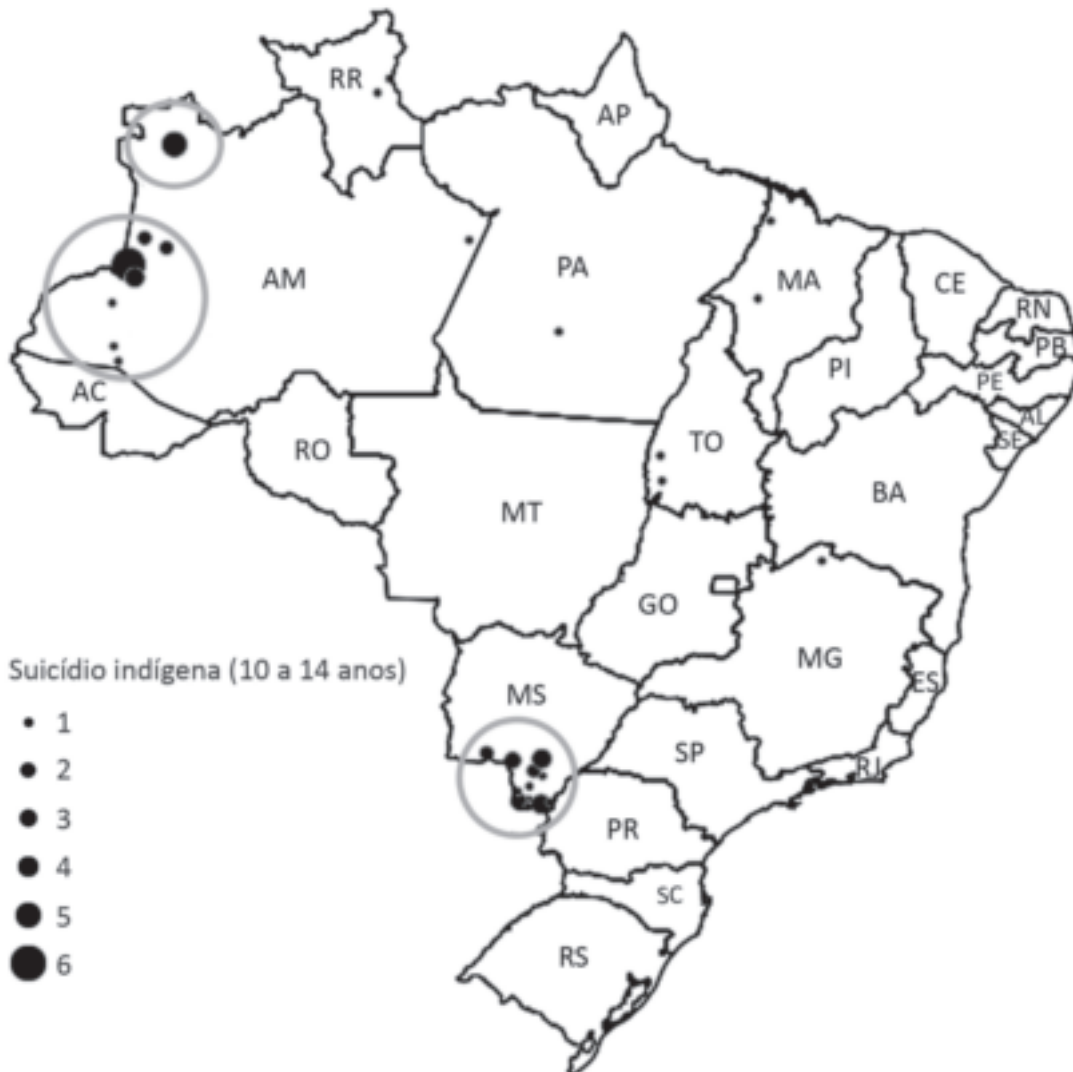 RR
AP
AM
PA
MA
CE
RN
PB
PE
AL
SE
PI
AC
RO
TO
BA
MT
GO
MG
ES
MS
SP
RJ
PR
SC
RS
Suicídio indígena (10 a 14 anos)
1
2
3
4
5
6